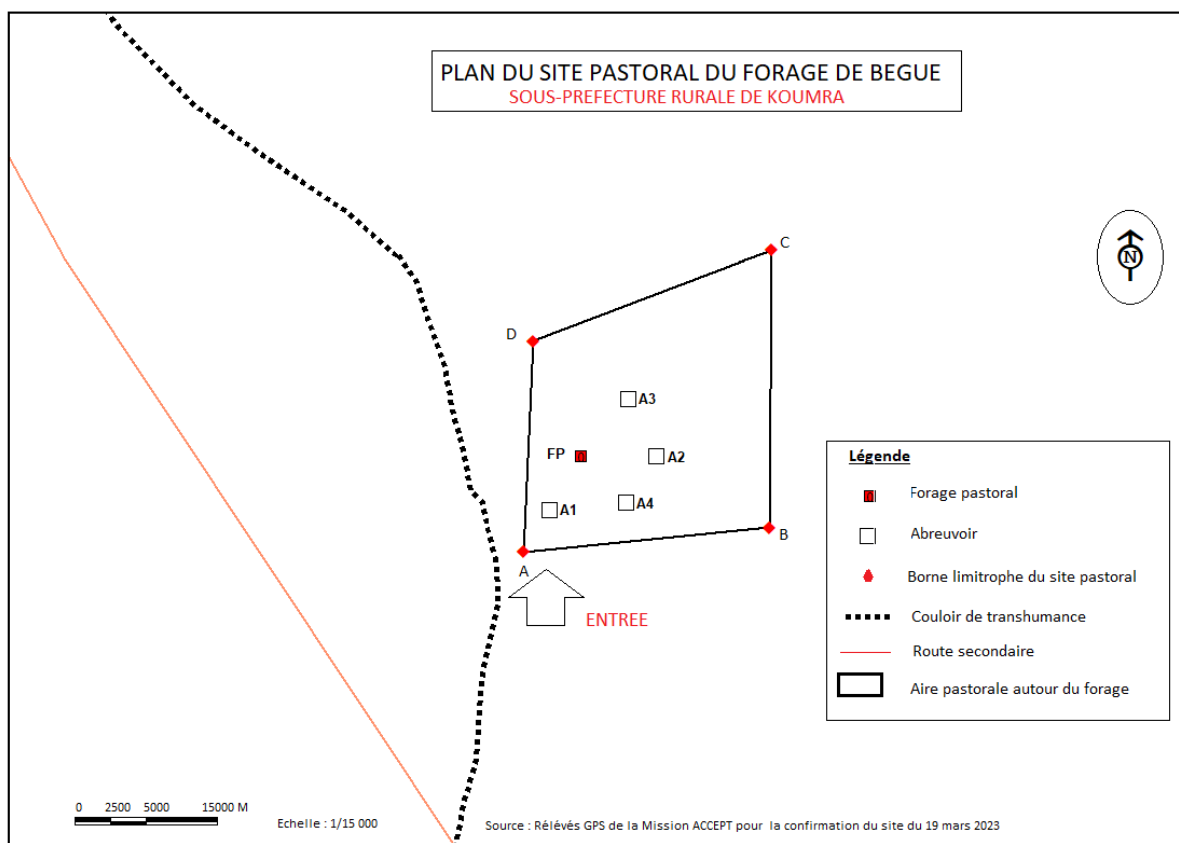 PLAN DU SITE PASTORAL DU FORAGE DE BEGUE
SOUS-PREFECTURE RURALE DE KOUMRA
C
N
D
A3
FP
A2
A1
A4
A
B
ENTREE
Légende
Forage pastoral
Abreuvoir
Borne limitrophe du site pastoral
Couloir de transhumance
Route secondaire
Aire pastorale autour du forage
0 2500 5000 15000 M
Echelle : 1/15 000
Source : Rélévés GPS de la Mission ACCEPT pour la confirmation du site du 19 mars 2023